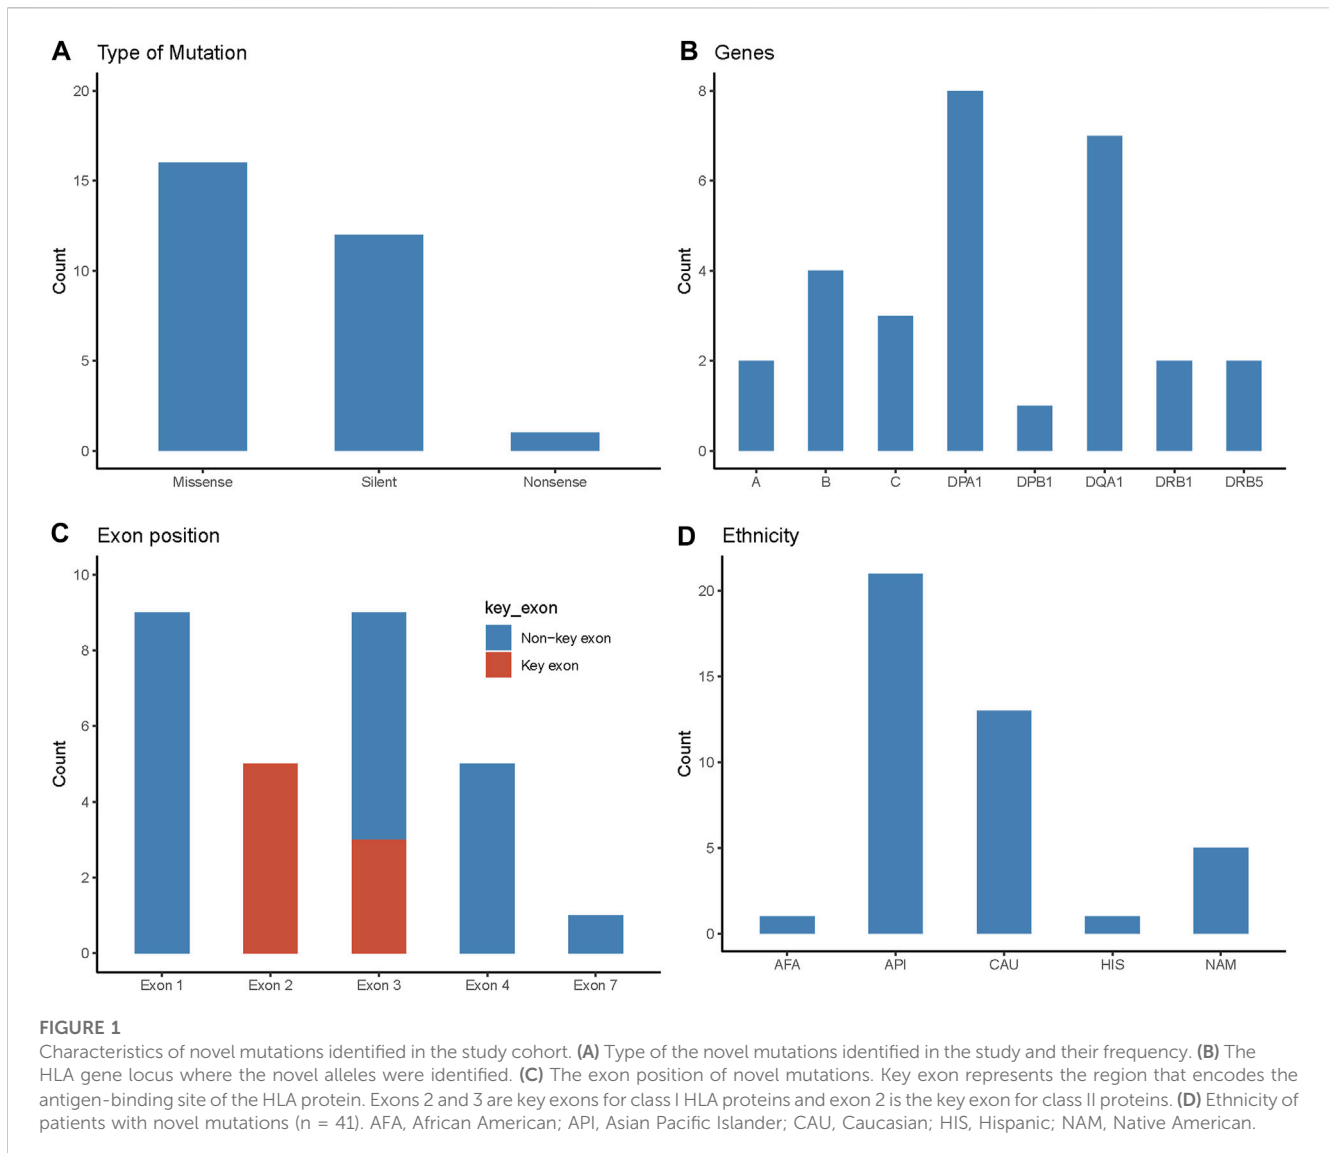 A Type of Mutation
20
15
10
5
0
Count
Missense Silent Nonsense
B Genes
8
6
4
2
0
Count
A B C DPA1 DPB1 DQA1 DRB1 DRB5
C Exon position
10
8
6
4
2
0
Count
key_exon
Non−key exon
Key exon
Exon 1 Exon 2 Exon 3 Exon 4 Exon 7
D Ethnicity
20
15
10
5
0
Count
AFA API CAU HIS NAM
FIGURE 1
Characteristics of novel mutations identified in the study cohort. (A) Type of the novel mutations identified in the study and their frequency. (B) The
HLA gene locus where the novel alleles were identified. (C) The exon position of novel mutations. Key exon represents the region that encodes the
antigen-binding site of the HLA protein. Exons 2 and 3 are key exons for class I HLA proteins and exon 2 is the key exon for class II proteins. (D) Ethnicity of
patients with novel mutations (n = 41). AFA, African American; API, Asian Pacific Islander; CAU, Caucasian; HIS, Hispanic; NAM, Native American.